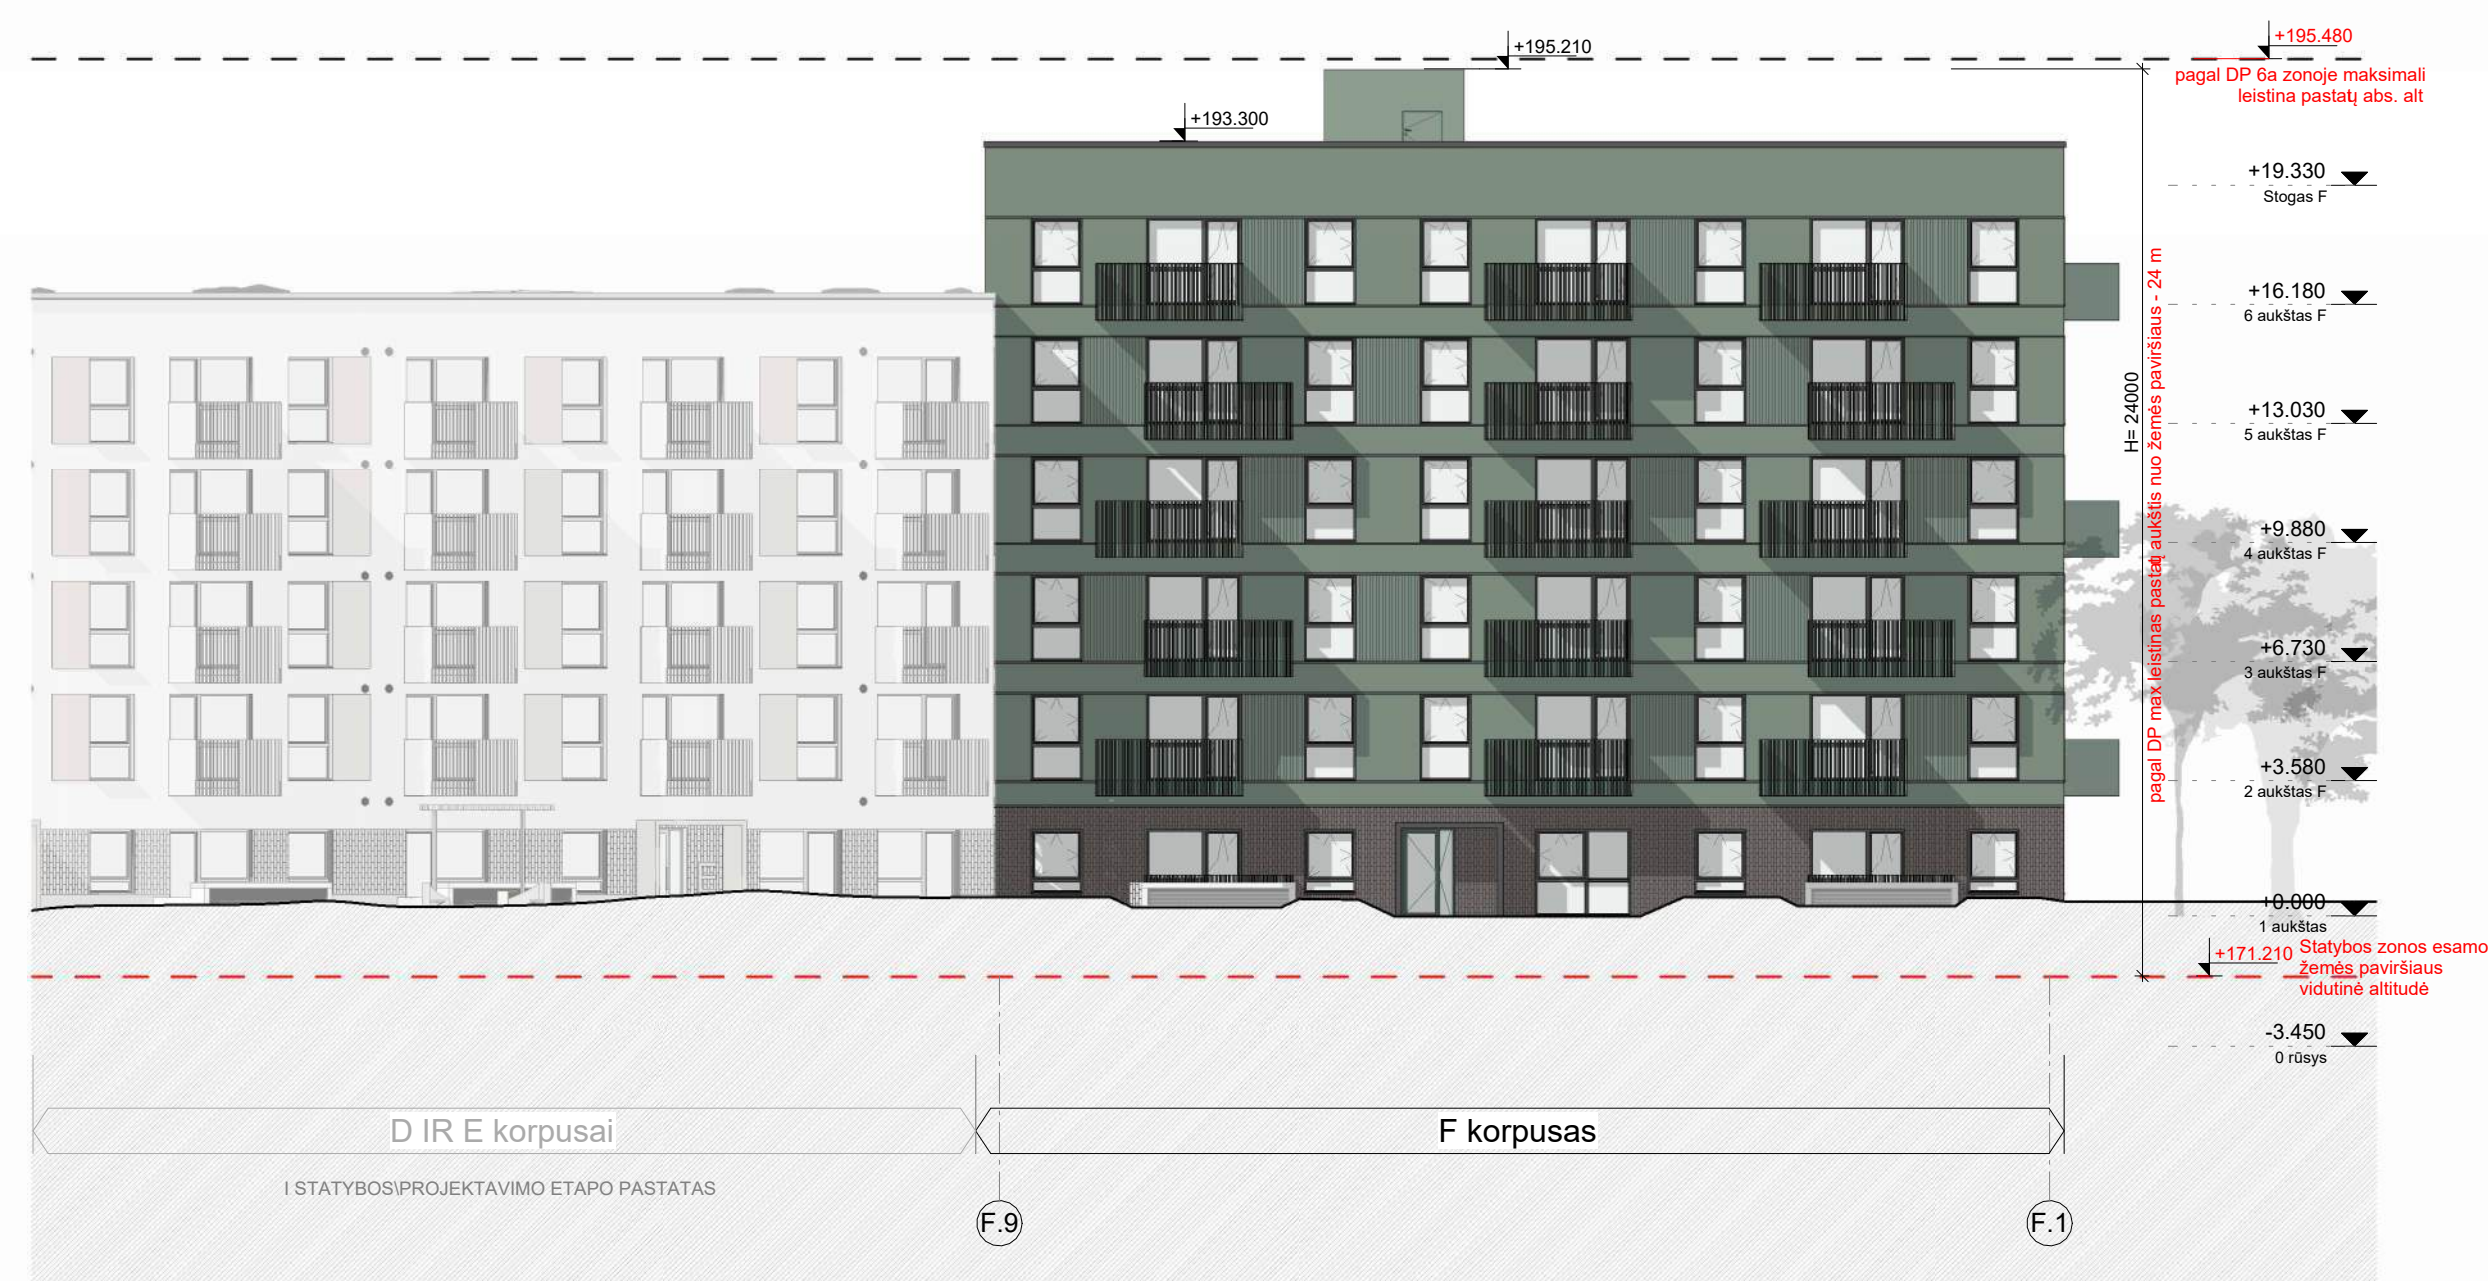 +195.480
+195.210
pagal DP 6a zonoje maksimali
leistina pastatų abs. alt
+193.300
+19.330
Stogas F
+16.180
6 aukštas F
+13.030
5 aukštas F
H= 24000
pagal DP max leistinas pastatų aukštis nuo žemės paviršiaus - 24 m
+9.880
4 aukštas F
+6.730
3 aukštas F
+3.580
2 aukštas F
E
+0.000
1 aukštas
+171.210
Statybos zonos esamo
žemės paviršiaus
vidutinė altitudė
-3.450
0 rūsys
D IR E korpusai
F korpusas
I STATYBOS\PROJEKTAVIMO ETAPO PASTATAS
F.9
F.1